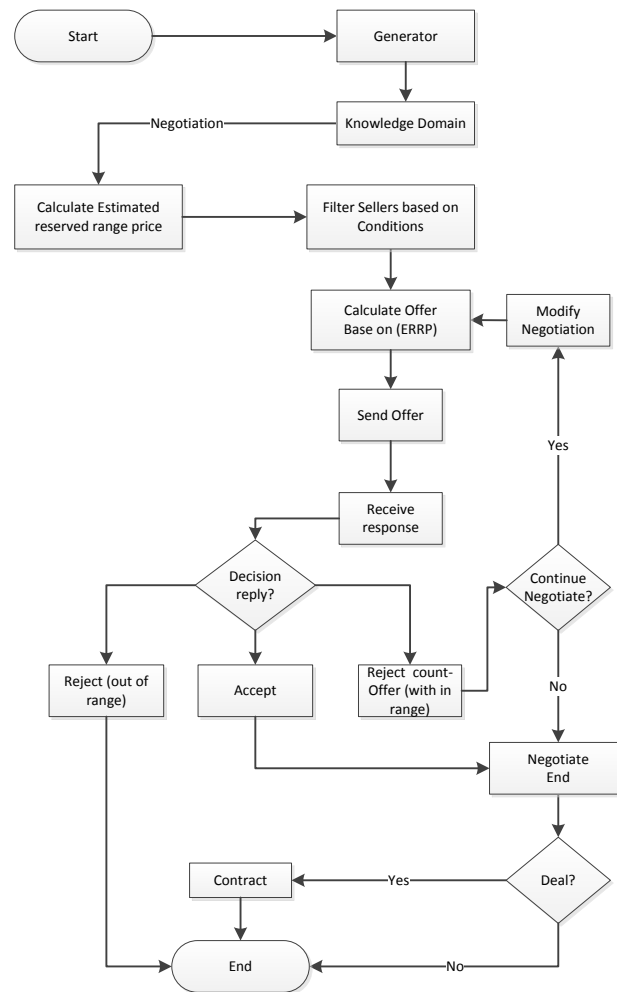 Start
Generator
Negotiation
Knowledge Domain
Calculate Estimated
reserved range price
Filter Sellers based on
Conditions
Calculate Offer
Base on (ERRP)
Modify
Negotiation
Send Offer
Yes
Receive
response
Decision
reply?
Continue
Negotiate?
Reject (out of
range)
Accept
Reject  count-
Offer (with in
range)
No
Negotiate
End
Contract
Yes
Deal?
End
No